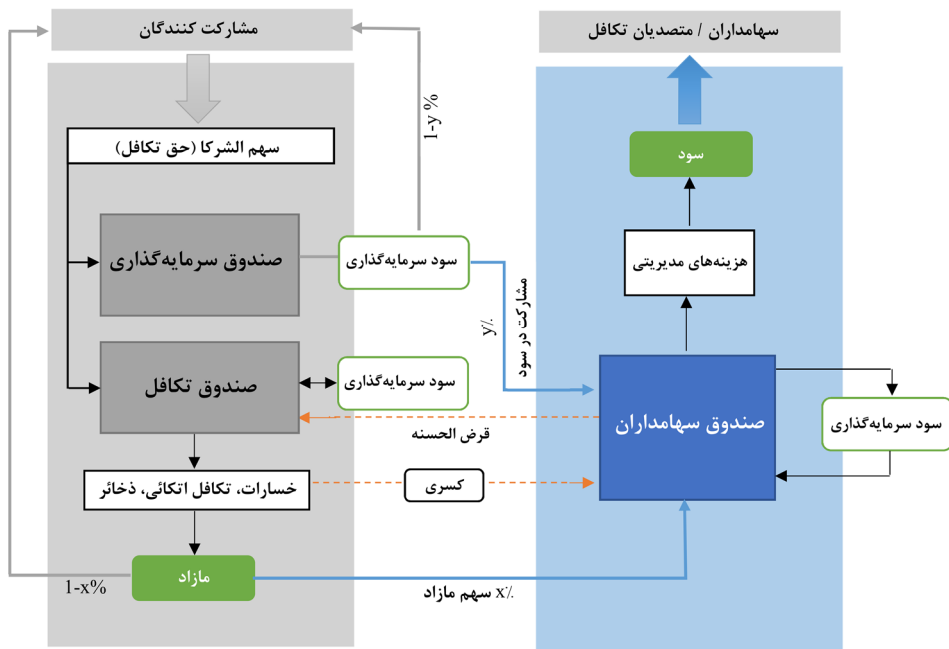 مشارکت کنندگان
سهامداران / متصدیان تکافل
1-y %
سهم الشرکا (حق تکافل)
سود
صندوق سرمایه‌گذاری
سود سرمایه‌گذاری
هزینه‌های مدیریتی
y٪
مشارکت در سود
صندوق تکافل
سود سرمایه‌گذاری
صندوق سهامداران
سود سرمایه‌گذاری
قرض الحسنه
خسارات، تکافل اتکائی، ذخائر
کسری
مازاد
1-x%
x٪ سهم مازاد